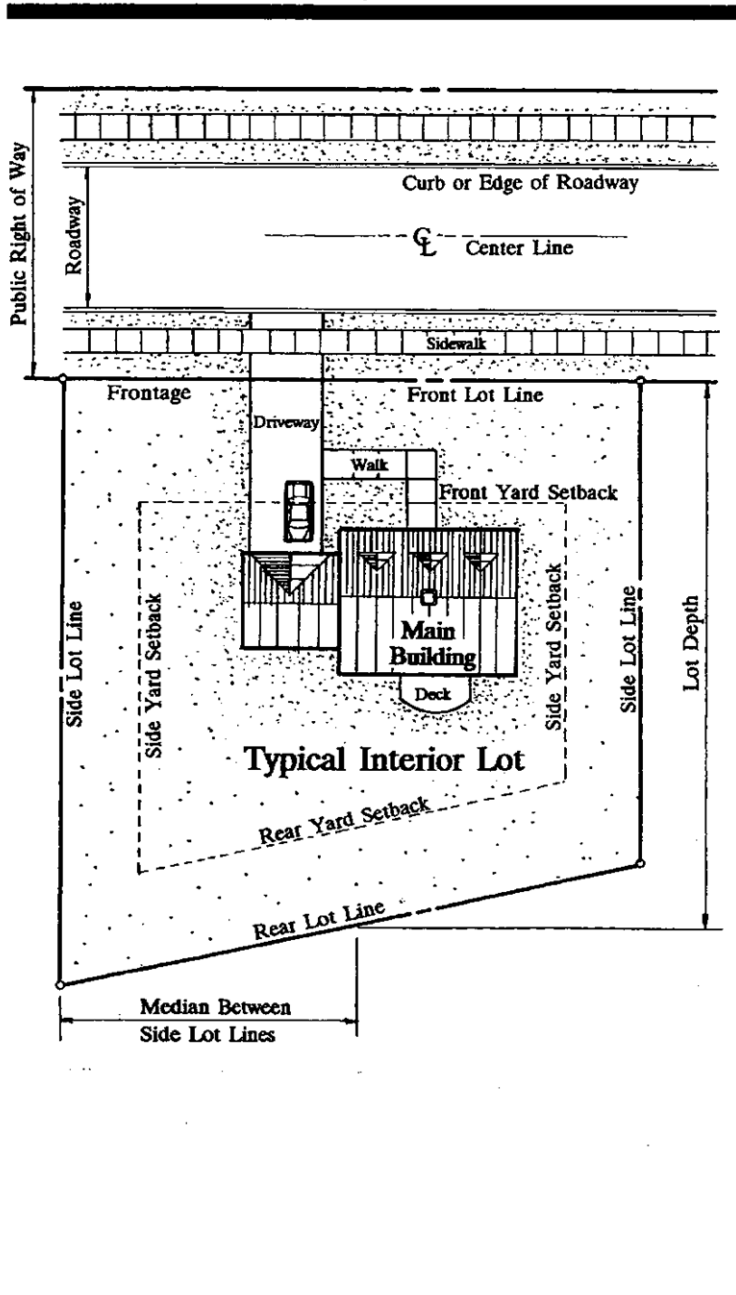 Public Right of Way
Roadway
Curb or Edge of Roadway
CL
Center Line
Sidewalk
Frontage
Front Lot Line
Driveway
Walk
Front Yard Setback
Side Lot Line
Side Yard Setback
Main
Building
Deck
Side Yard Setback
Side Lot Line
Lot Depth
Typical Interior Lot
Rear Yard Setback
Rear Lot Line
Median Between
Side Lot Lines